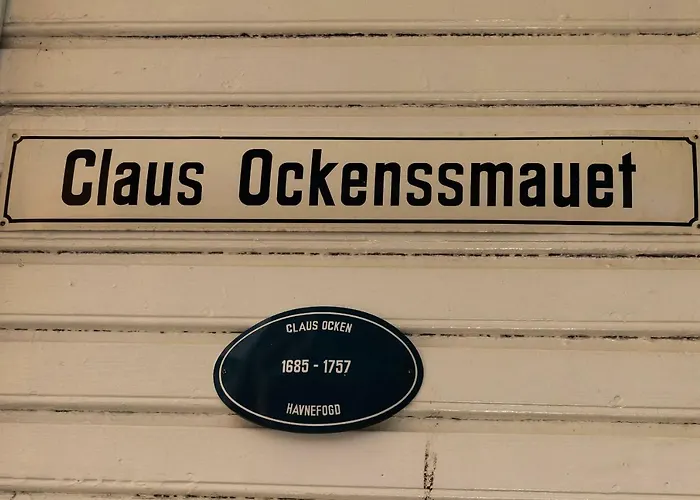 Claus Ockenssmauet
CLAUS OCKEN
1685 - 1757
HAVNEFOGD